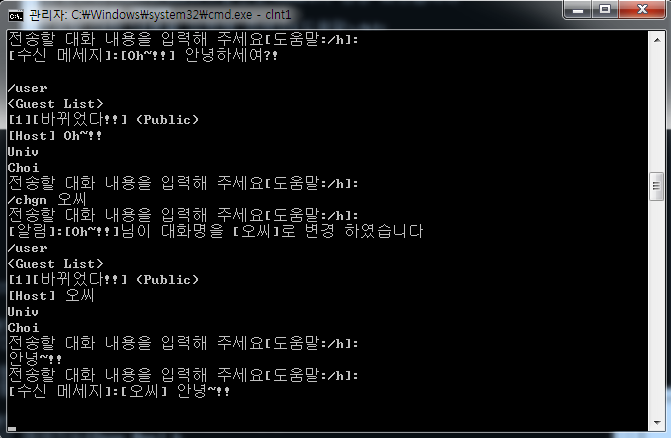 관리자: C:\Windows\system32\cmd.exe - clnt1
전송할 대화 내용을 입력해 주세요[도움말:/h]:
[수신 메세지]:[Oh~!!] 안녕하세여?!
/user
<Guest List>
[1][바뀌었다!!] (Public)
[Host] Oh~!!
Univ
Choi
전송할 대화 내용을 입력해 주세요[도움말:/h]:
/chgn 오씨
전송할 대화 내용을 입력해 주세요[도움말:/h]:
[알림]:[Oh~!!]님이 대화명을 [오씨]로 변경 하였습니다
/user
<Guest List>
[1][바뀌었다!!] (Public)
[Host] 오씨
Univ
Choi
전송할 대화 내용을 입력해 주세요[도움말:/h]:
안녕~!!
전송할 대화 내용을 입력해 주세요[도움말:/h]:
[수신 메세지]:[오씨] 안녕~!!